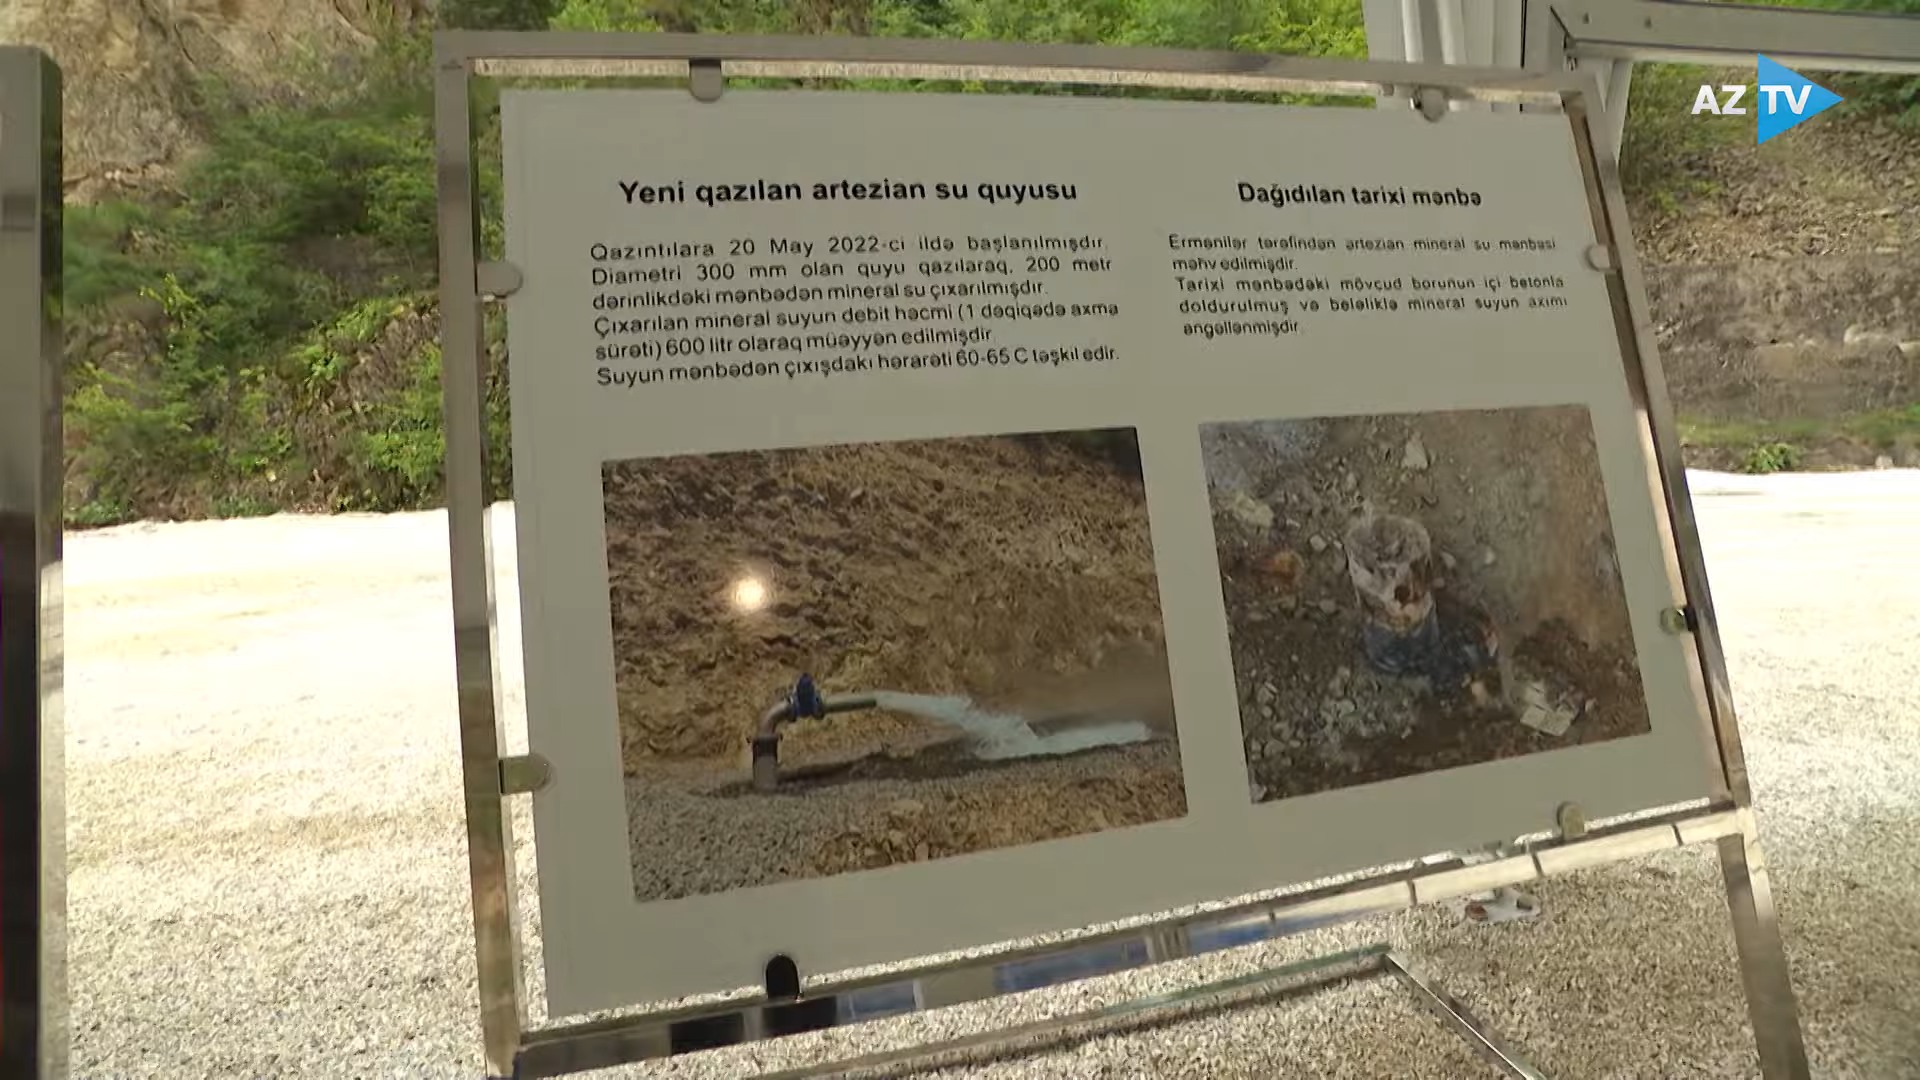 AZ TV
Yeni qazılan artezian su quyusu
Qazıntılara 20 May 2022-ci ildə başlanılmışdır.
Diametri 300 mm olan quyu qazılaraq, 200 metr
dərinlikdəki mənbədən mineral su çıxarılmışdır.
Çıxarılan mineral suyun debit həcmi (1 dəqiqədə axma
sürəti) 600 litr olaraq müəyyən edilmişdir.
Suyun mənbədən çıxışdakı hərarəti 60-65 C təşkil edir.
Dağıdılan tarixi mənbə
Ermənilər tərəfindən artezian mineral su mənbəsi
məhv edilmişdir.
Tarixi mənbədəki mövcud borunun içi betonla
doldurulmuş və beləliklə mineral suyun axımı
əngəllənmişdir.